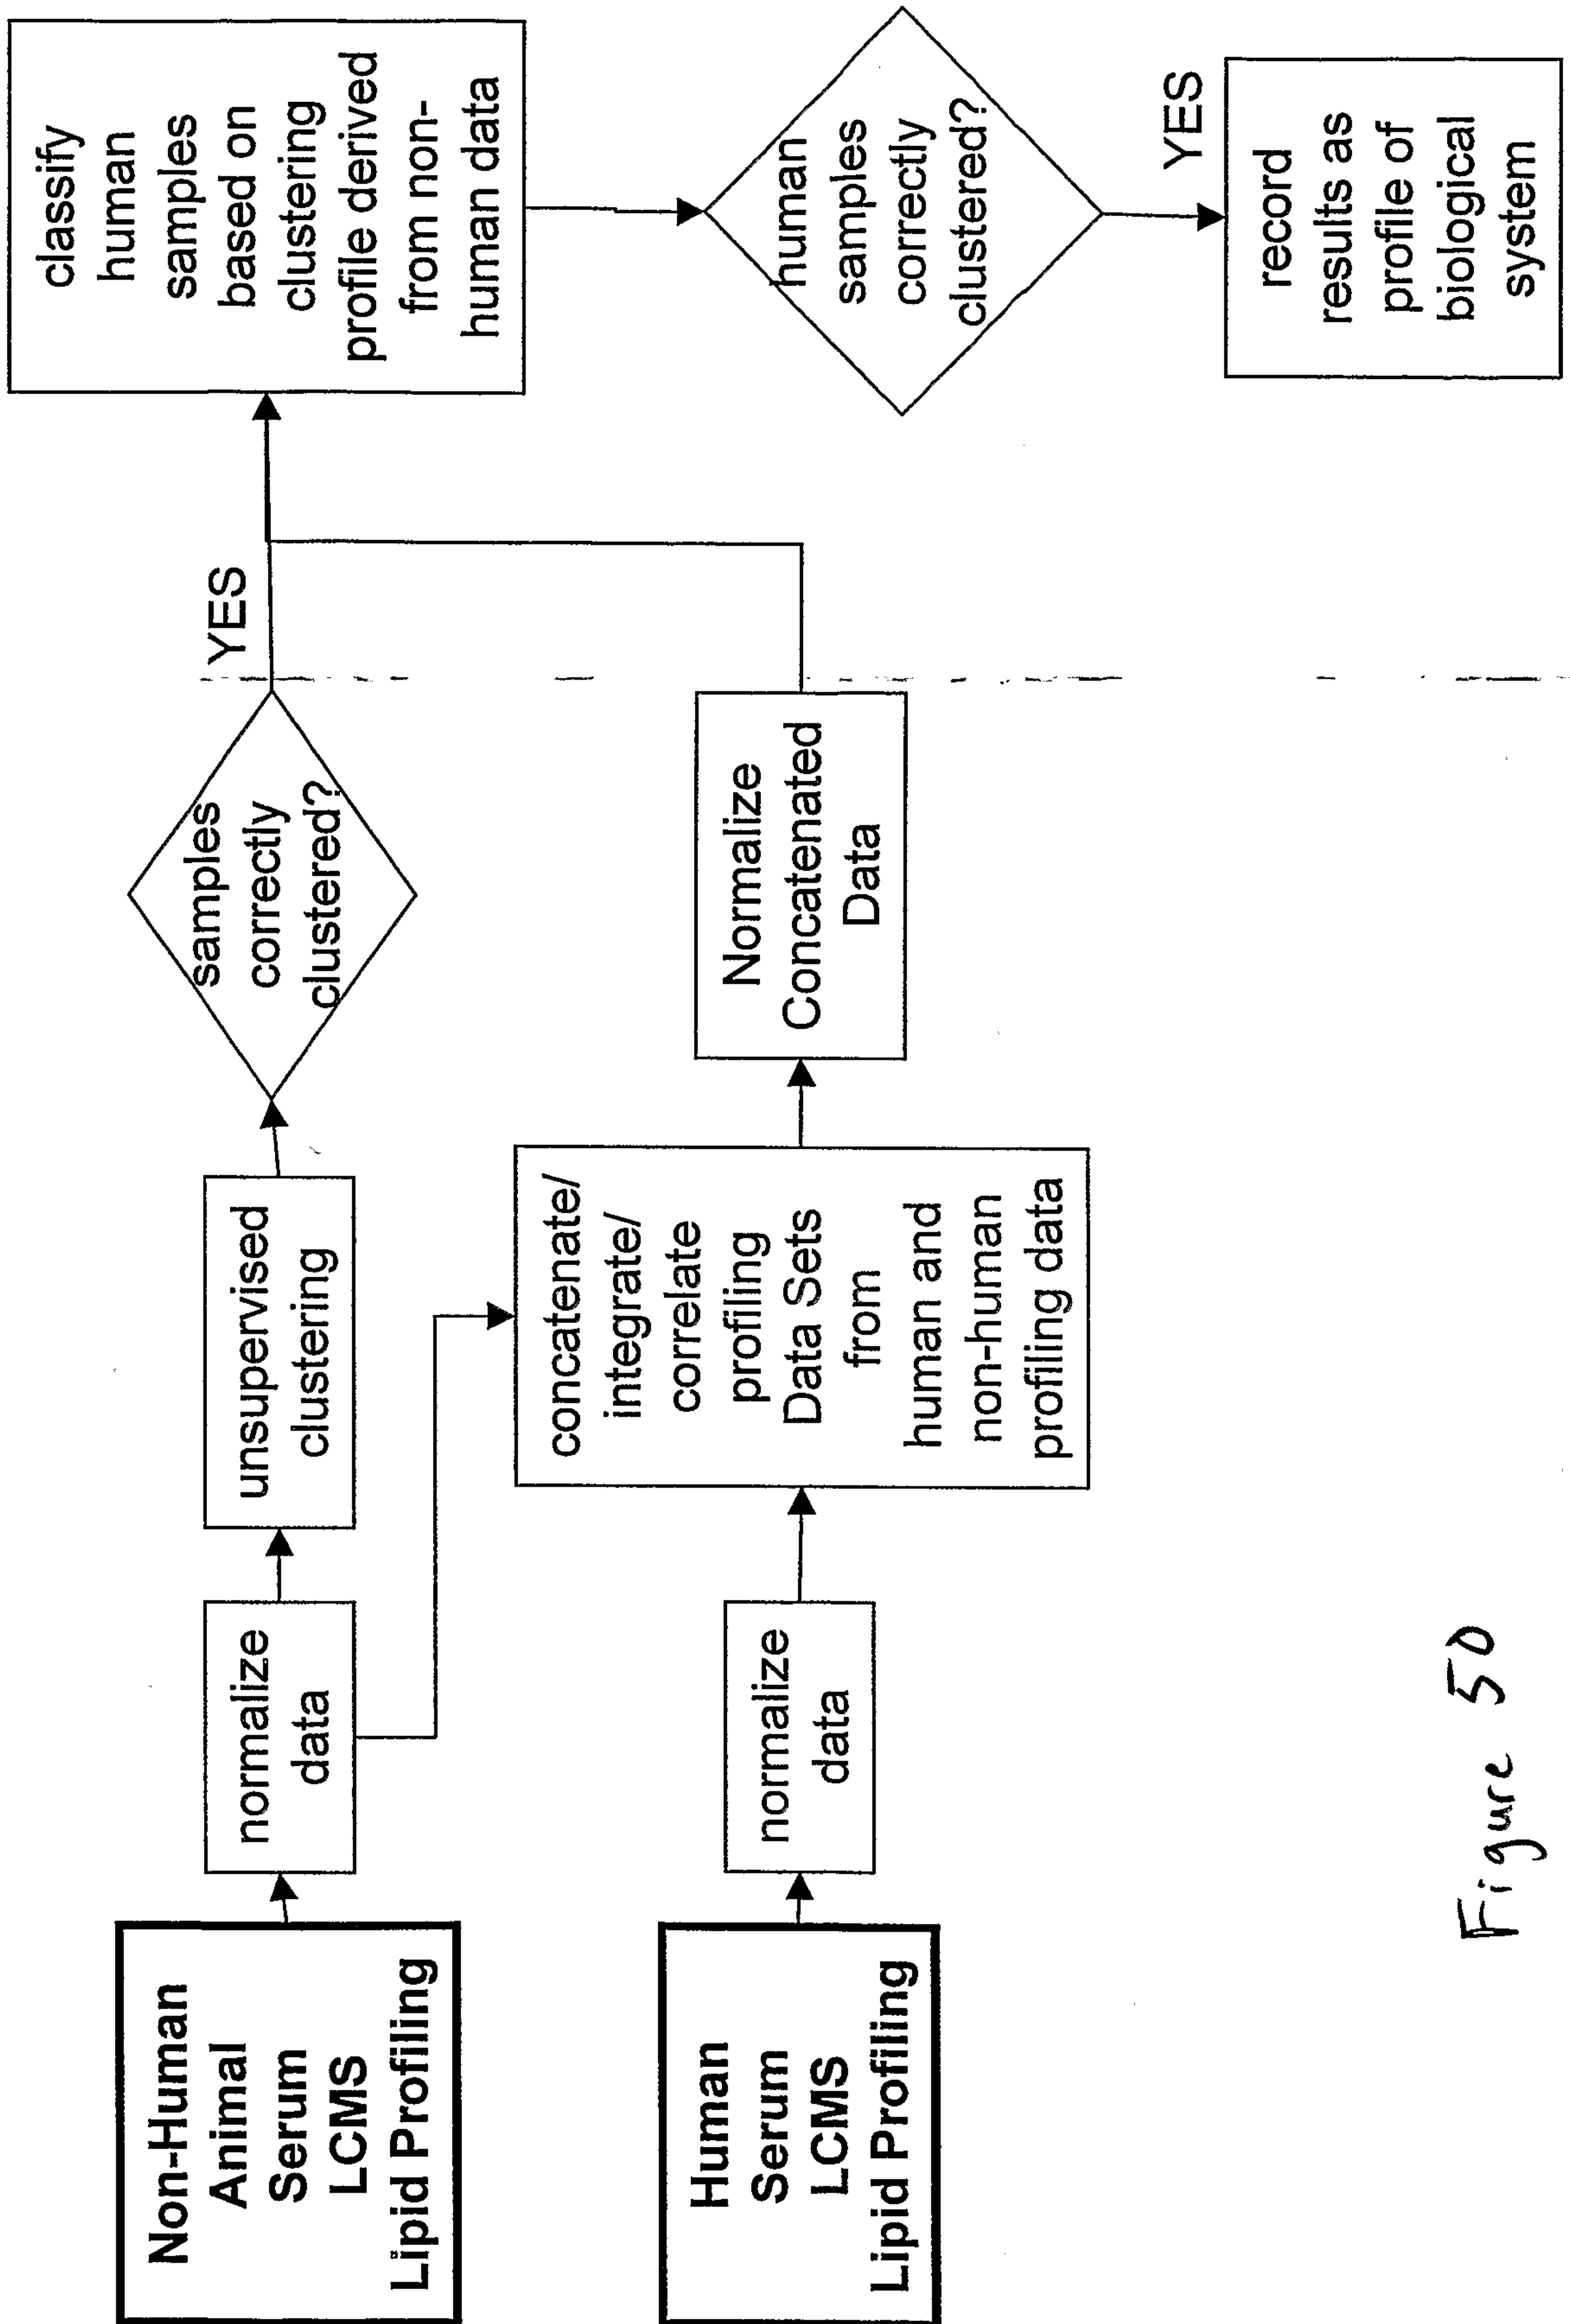 Non-Human
Animal
Serum
LCMS
Lipid Profiling
normalize
data
unsupervised
clustering
samples
correctly
clustered?
YES
classify
human
samples
based on
clustering
profile derived
from non-
human data
Human
Serum
LCMS
Lipid Profiling
normalize
data
concatenate/
integrate/
correlate
profiling
Data Sets
from
human and
non-human
profiling data
Normalize
Concatenated
Data
human
samples
correctly
clustered?
YES
record
results as
profile of
biological
system
Figure 50